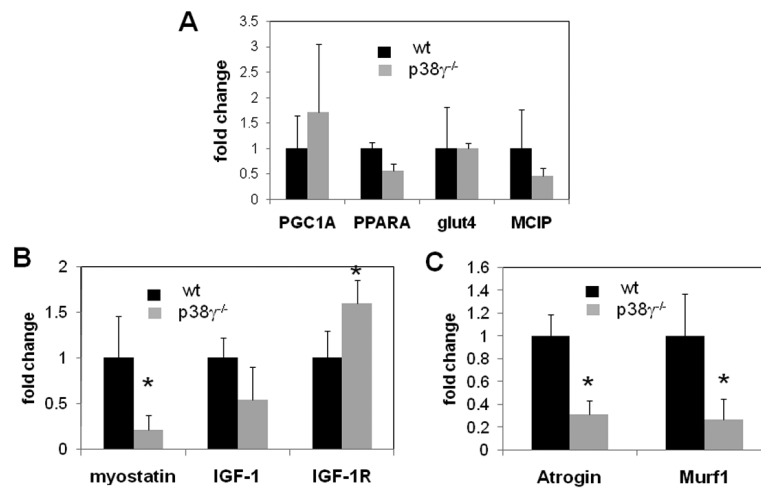 A
fold change
3.5
3
2.5
2
1.5
1
0.5
0
wt
p38γ-/-
PGC1A PPARA glut4 MCIP
B
fold change
2
1.5
1
0.5
0
wt
p38γ-/-
*
*
myostatin IGF-1 IGF-1R
C
fold change
1.6
1.4
1.2
1
0.8
0.6
0.4
0.2
0
wt
p38γ-/-
*
*
Atrogin Murf1